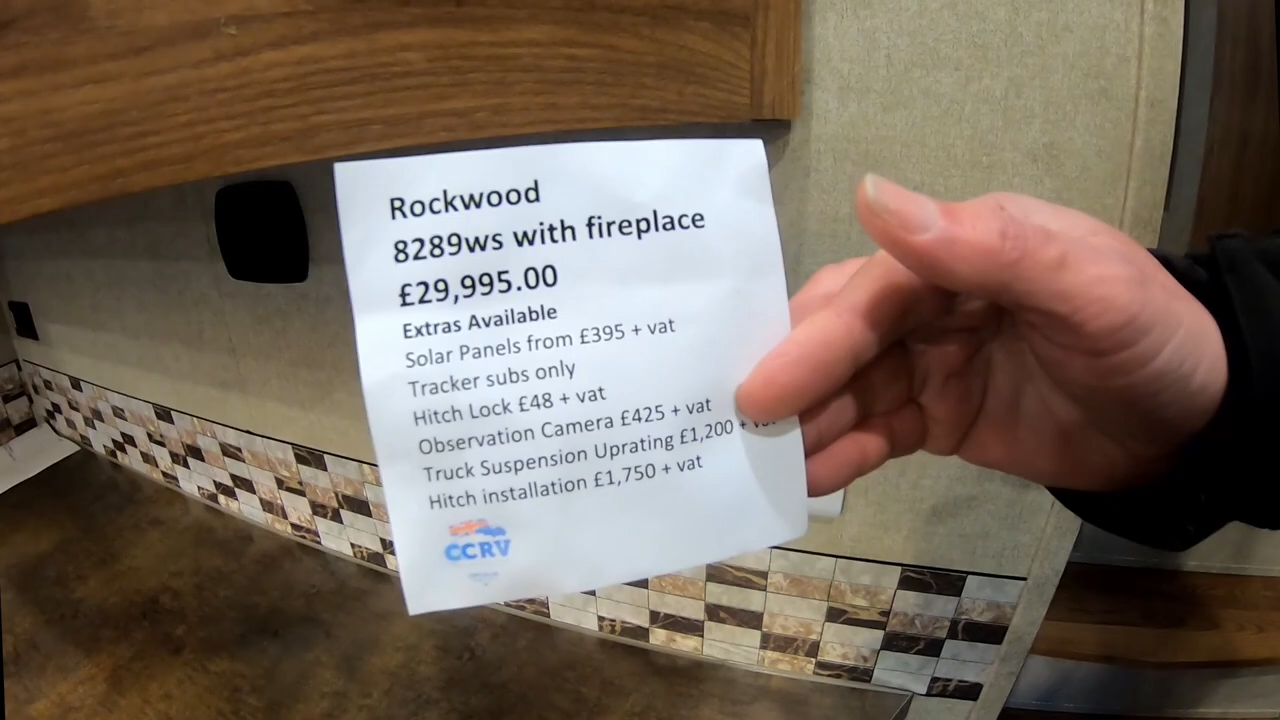 Rockwood
8289ws with fireplace
£29,995.00
Extras Available
Solar Panels from £395 + vat
Tracker subs only
Hitch Lock £48 + vat
Observation Camera £425 + vat
Truck Suspension Uprating £1,200 +
Hitch installation £1,750 + vat
CCRV